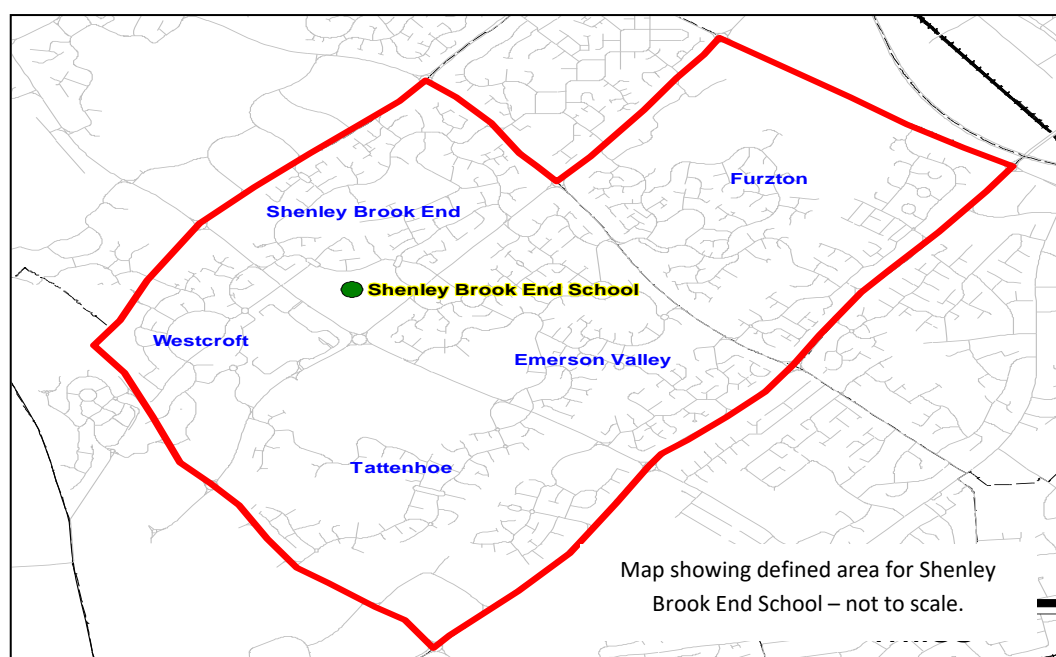 Furzton
Shenley Brook End
Shenley Brook End School
Westcroft
Emerson Valley
Tattenhoe
Map showing defined area for Shenley
Brook End School – not to scale.